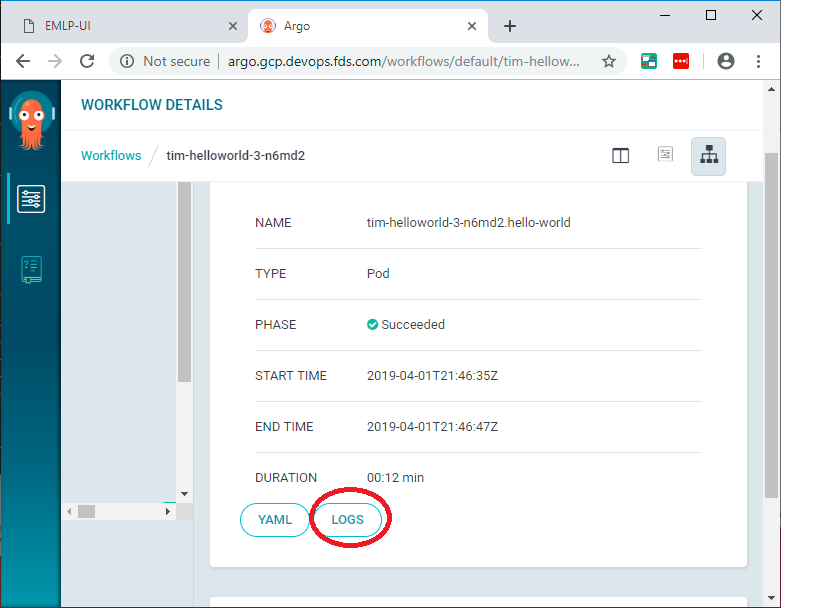 EMLP-UI
Argo
Not secure
argo.gcp.devops.fds.com/workflows/default/tim-hellow...
WORKFLOW DETAILS
Workflows / tim-helloworld-3-n6md2
NAME tim-helloworld-3-n6md2.hello-world
TYPE Pod
PHASE Succeeded
START TIME 2019-04-01T21:46:35Z
END TIME 2019-04-01T21:46:47Z
DURATION 00:12 min
YAML LOGS